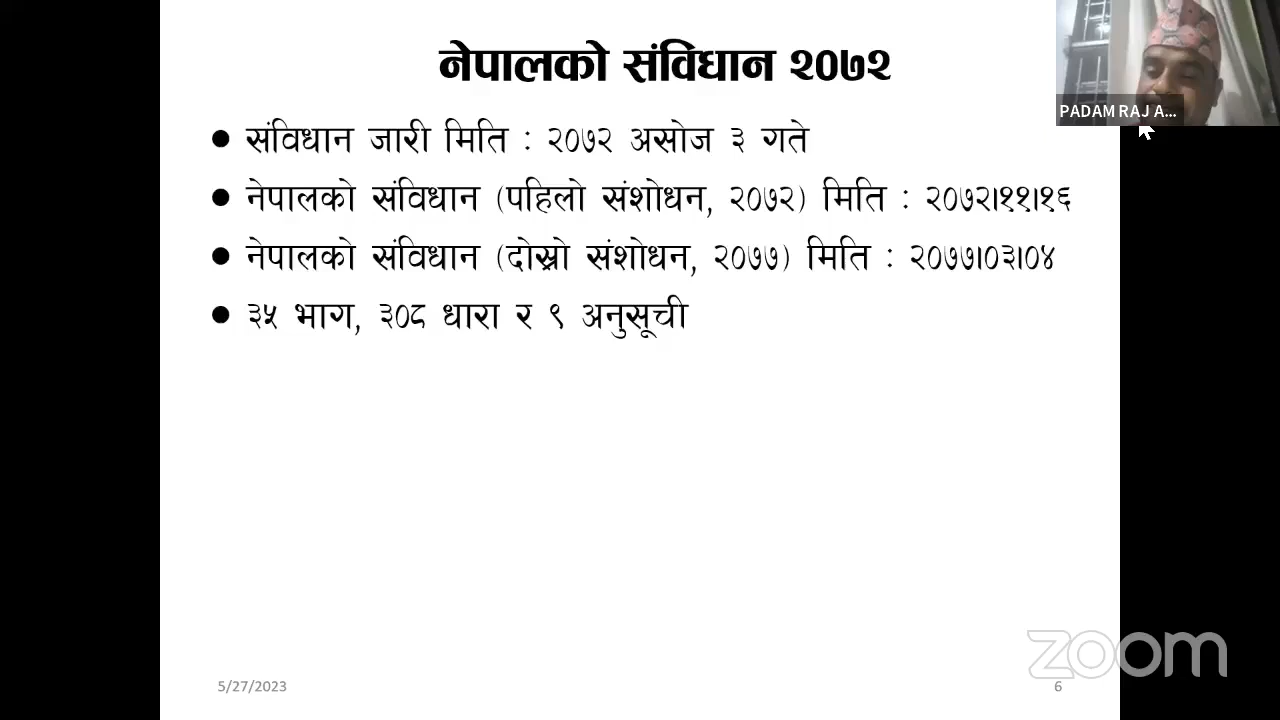 नेपालको संविधान २०७२
PADAM RAJ A...
● संविधान जारी मिति : २०७२ असोज ३ गते
● नेपालको संविधान (पहिलो संशोधन, २०७२) मिति : २०७२।११।१६
● नेपालको संविधान (दोस्रो संशोधन, २०७७) मिति : २०७७।०३।०४
● ३५ भाग, ३०८ धारा र ९ अनुसूची
zoom
5/27/2023
6